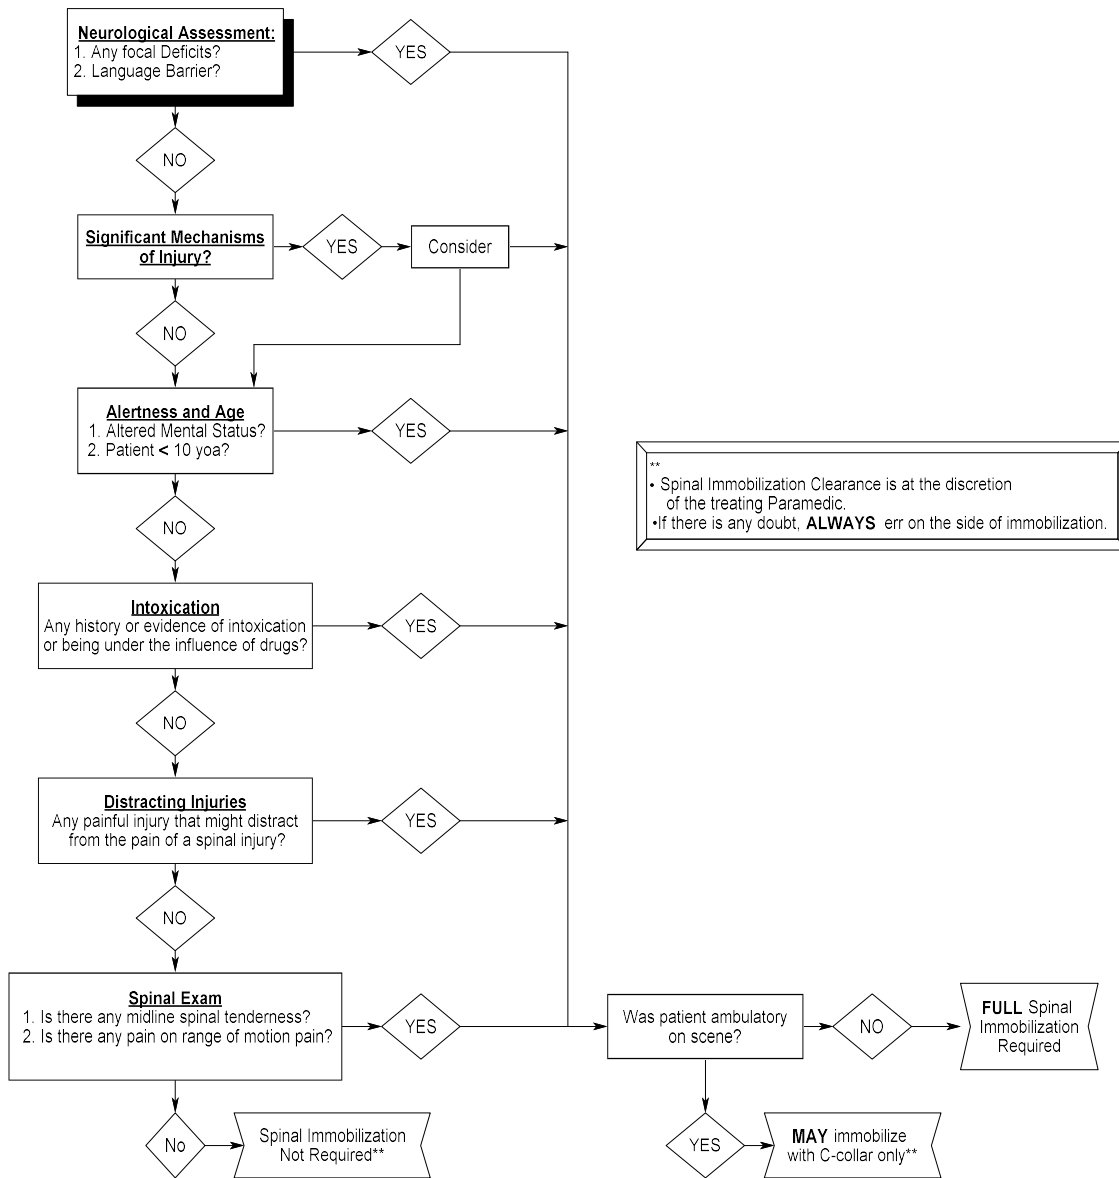 Neurological Assessment:
1. Any focal Deficits?
2. Language Barrier?
YES
NO
Significant Mechanisms
of Injury?
YES
Consider
NO
Alertness and Age
1. Altered Mental Status?
2. Patient < 10 yoa?
YES
**
• Spinal Immobilization Clearance is at the discretion
of the treating Paramedic.
•If there is any doubt, ALWAYS err on the side of immobilization.
NO
Intoxication
Any history or evidence of intoxication
or being under the influence of drugs?
YES
NO
Distracting Injuries
Any painful injury that might distract
from the pain of a spinal injury?
YES
NO
Spinal Exam
1. Is there any midline spinal tenderness?
2. Is there any pain on range of motion pain?
YES
Was patient ambulatory
on scene?
NO
FULL Spinal
Immobilization
Required
No
Spinal Immobilization
Not Required**
YES
MAY immobilize
with C-collar only**